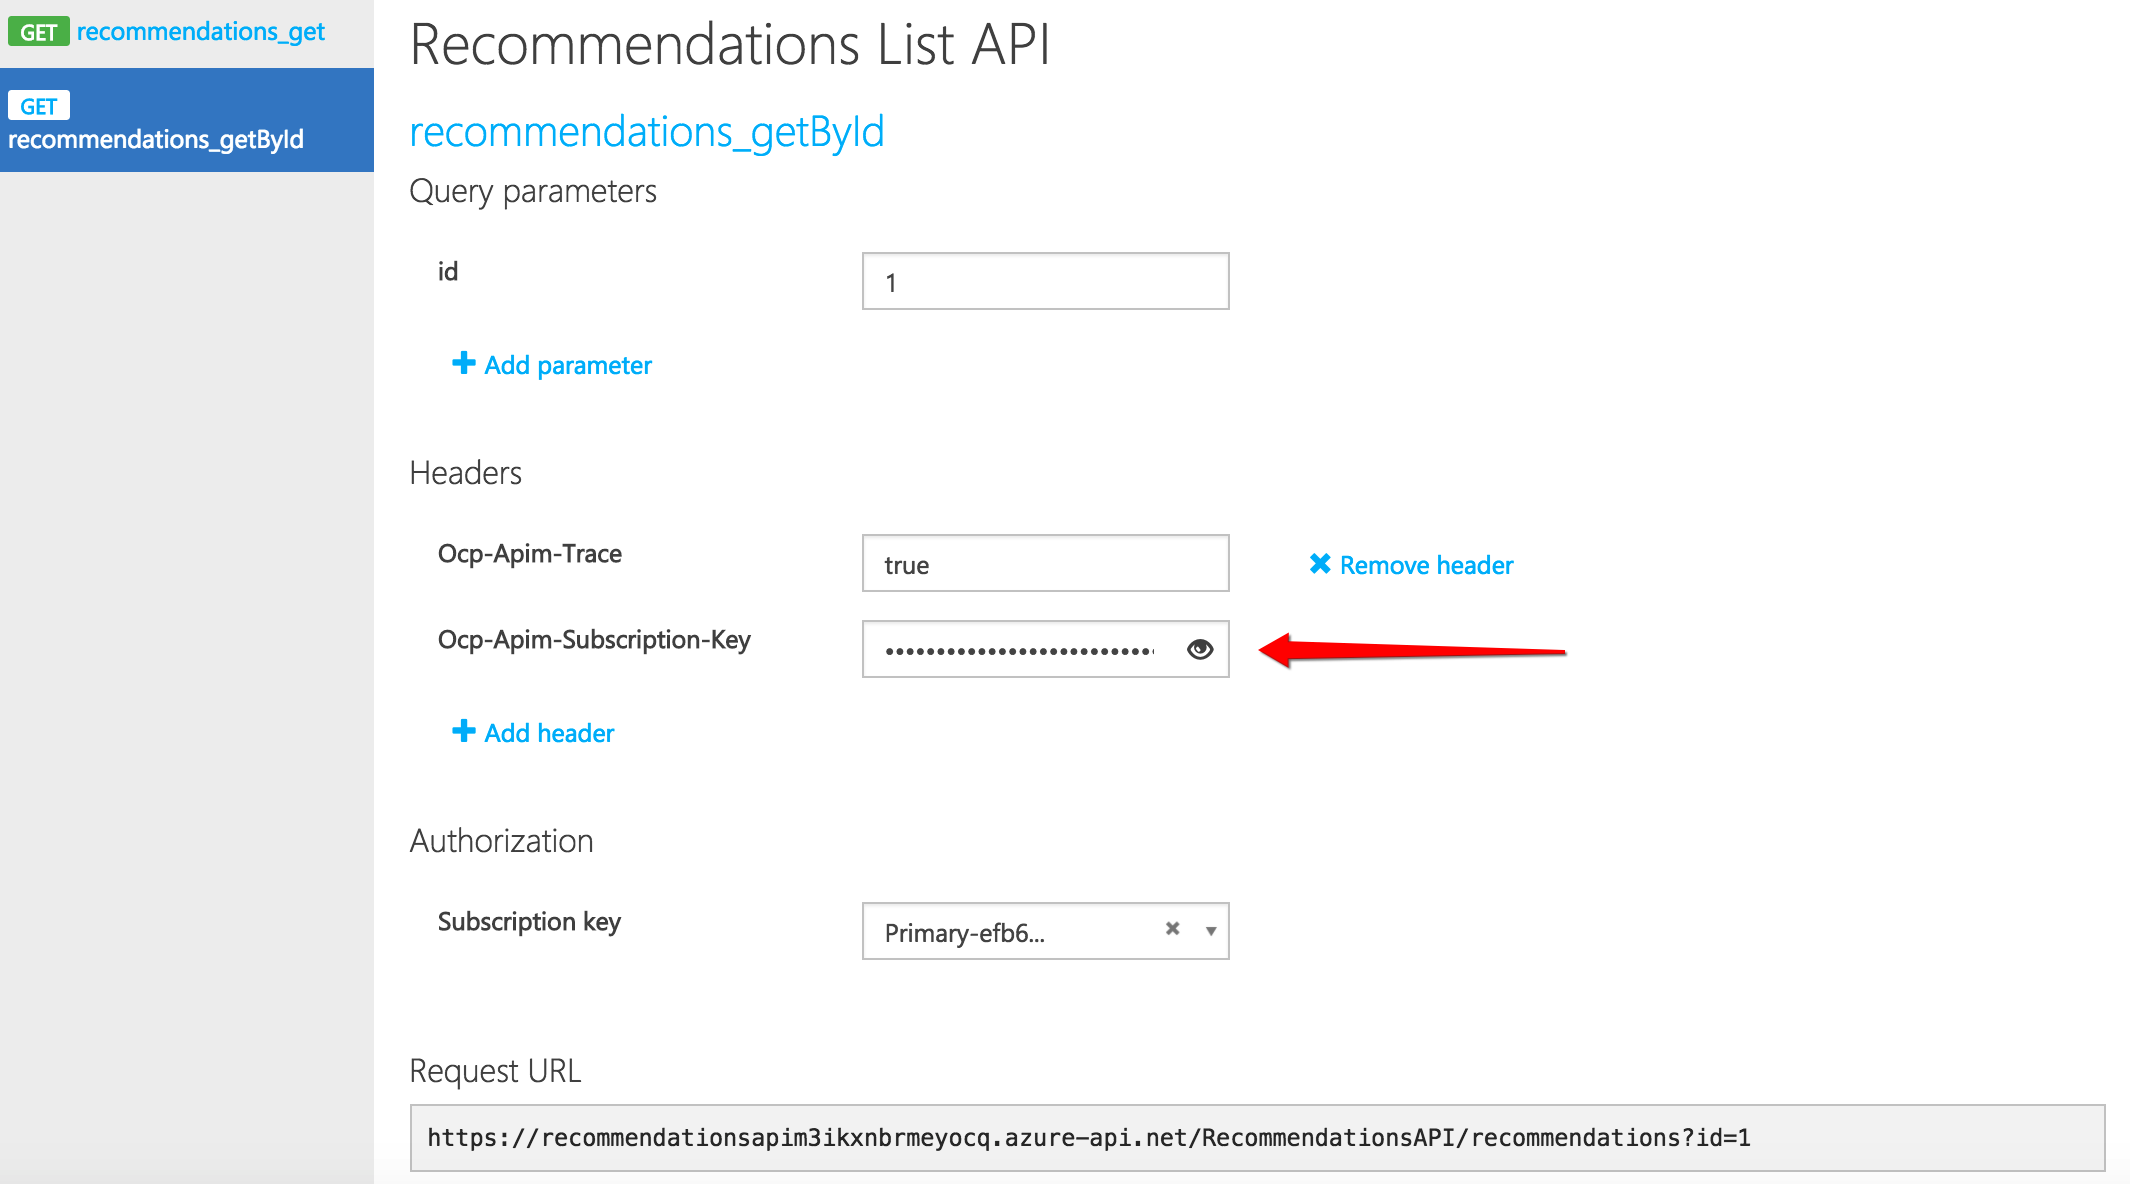 GET recommendations_get
GET
recommendations_getById
Recommendations List API
recommendations_getById
Query parameters
id
1
Add parameter
Headers
Ocp-Apim-Trace
true
Remove header
Ocp-Apim-Subscription-Key
Add header
Authorization
Subscription key
Primary-efb6...
Request URL
https://recommendationsapim3ikxnbrmeyocq.azure-api.net/RecommendationsAPI/recommendations?id=1